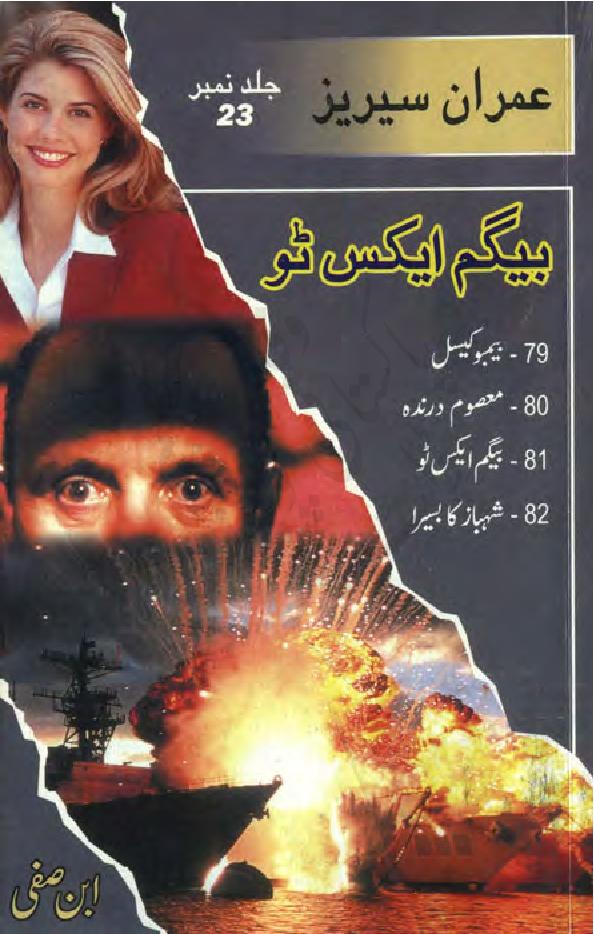 عمران سیریز
جلد نمبر
23
بیگم ایکس ٹو
79 - بیمبو کیسل
80 - معصوم درندہ
81 - بیگم ایکس ٹو
82 - شہباز کا بسیرا
ابن صفی